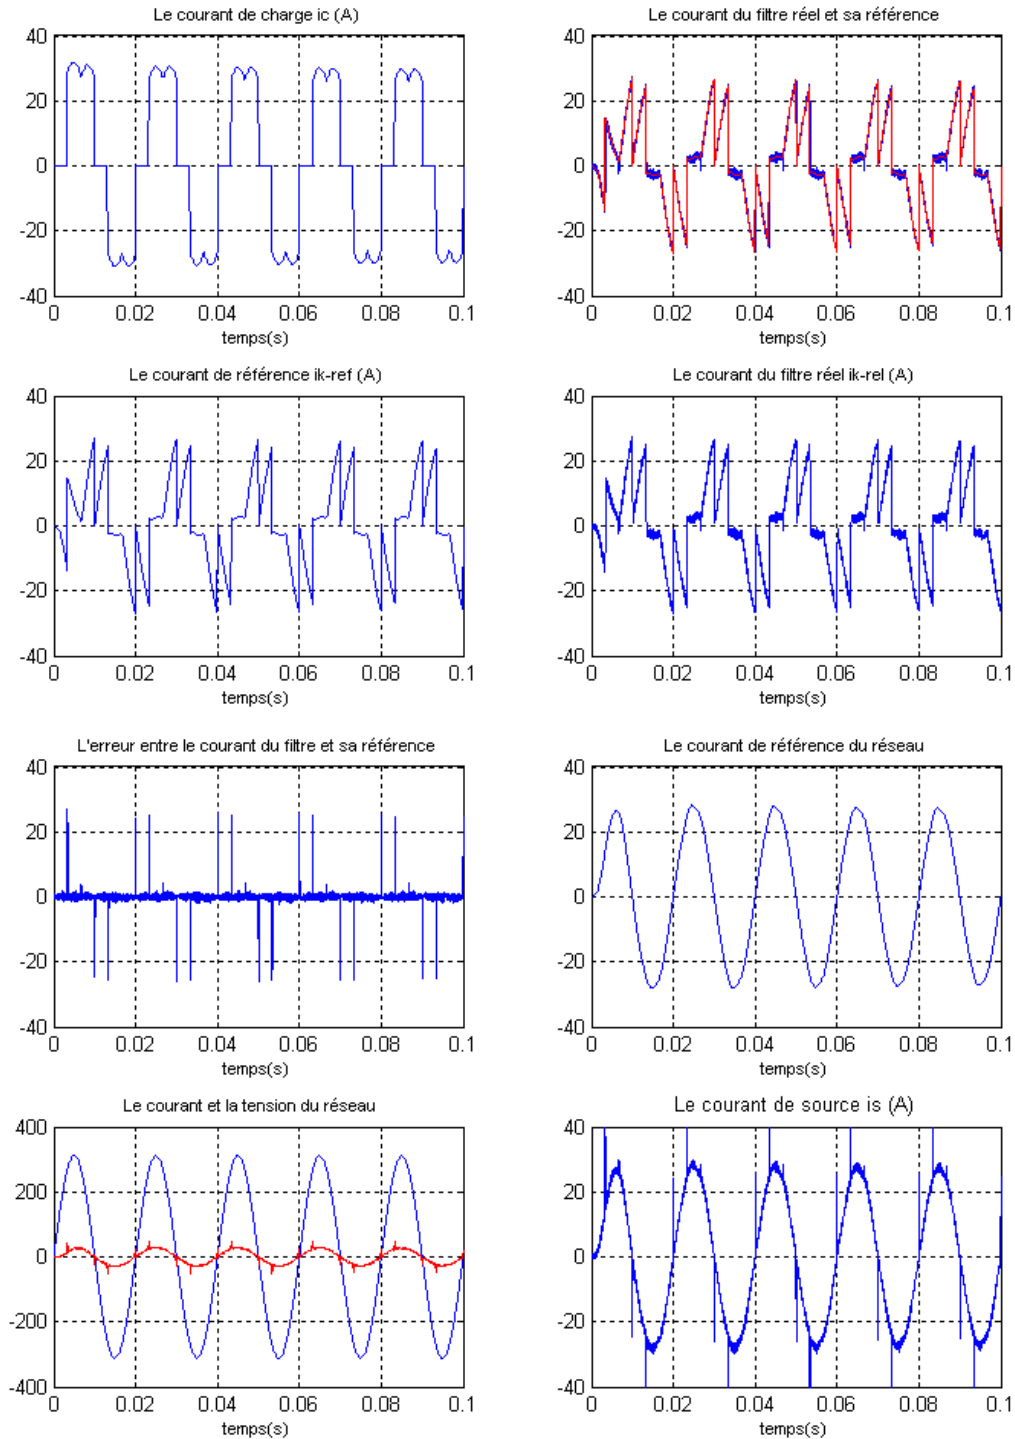 Le courant de charge ic (A)
40
20
0
-20
-40
0 0.02 0.04 0.06 0.08 0.1
temps(s)
Le courant du filtre réel et sa référence
40
20
0
-20
-40
0 0.02 0.04 0.06 0.08 0.1
temps(s)
Le courant de référence ik-ref (A)
40
20
0
-20
-40
0 0.02 0.04 0.06 0.08 0.1
temps(s)
Le courant du filtre réel ik-rel (A)
40
20
0
-20
-40
0 0.02 0.04 0.06 0.08 0.1
temps(s)
L'erreur entre le courant du filtre et sa référence
40
20
0
-20
-40
0 0.02 0.04 0.06 0.08 0.1
temps(s)
Le courant de référence du réseau
40
20
0
-20
-40
0 0.02 0.04 0.06 0.08 0.1
temps(s)
Le courant et la tension du réseau
400
200
0
-200
-400
0 0.02 0.04 0.06 0.08 0.1
temps(s)
Le courant de source is (A)
40
20
0
-20
-40
0 0.02 0.04 0.06 0.08 0.1
temps(s)